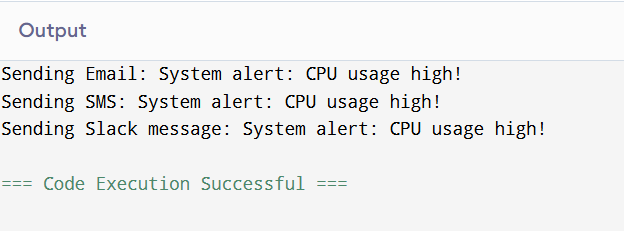 Output
Sending Email: System alert: CPU usage high!
Sending SMS: System alert: CPU usage high!
Sending Slack message: System alert: CPU usage high!
=== Code Execution Successful ===